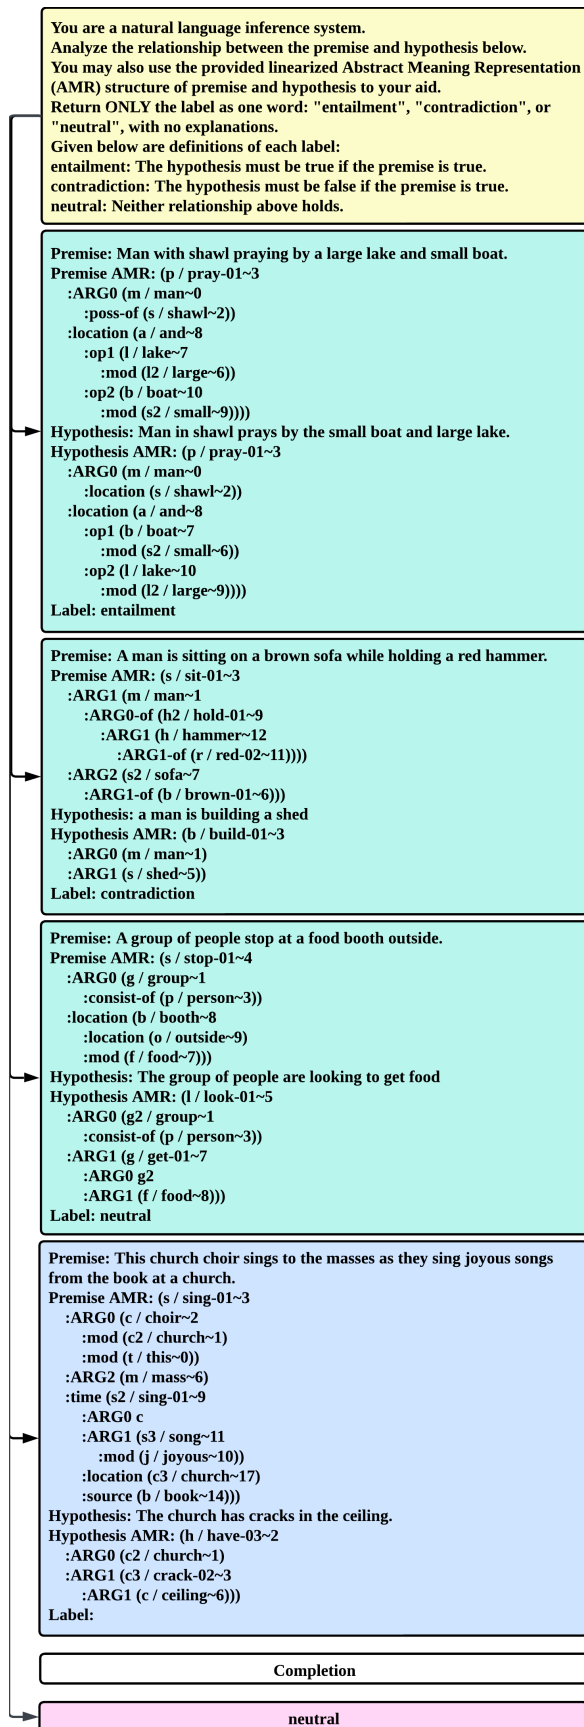 You are a natural language inference system.
Analyze the relationship between the premise and hypothesis below.
You may also use the provided linearized Abstract Meaning Representation
(AMR) structure of premise and hypothesis to your aid.
Return ONLY the label as one word: "entailment", "contradiction", or
"neutral", with no explanations.
Given below are definitions of each label:
entailment: The hypothesis must be true if the premise is true.
contradiction: The hypothesis must be false if the premise is true.
neutral: Neither relationship above holds.
Premise: Man with shawl praying by a large lake and small boat.
Premise AMR: (p / pray-01~3
:ARG0 (m / man~0
:poss-of (s / shawl~2))
:location (a / and~8
:op1 (l / lake~7
:mod (l2 / large~6))
:op2 (b / boat~10
:mod (s2 / small~9))))
Hypothesis: Man in shawl prays by the small boat and large lake.
Hypothesis AMR: (p / pray-01~3
:ARG0 (m / man~0
:location (s / shawl~2))
:location (a / and~8
:op1 (b / boat~7
:mod (s2 / small~6))
:op2 (l / lake~10
:mod (l2 / large~9))))
Label: entailment
Premise: A man is sitting on a brown sofa while holding a red hammer.
Premise AMR: (s / sit-01~3
:ARG1 (m / man~1
:ARG0-of (h2 / hold-01~9
:ARG1 (h / hammer~12
:ARG1-of (r / red-02~11))))
:ARG2 (s2 / sofa~7
:ARG1-of (b / brown-01~6)))
Hypothesis: a man is building a shed
Hypothesis AMR: (b / build-01~3
:ARG0 (m / man~1)
:ARG1 (s / shed~5))
Label: contradiction
Premise: A group of people stop at a food booth outside.
Premise AMR: (s / stop-01~4
:ARG0 (g / group~1
:consist-of (p / person~3))
:location (b / booth~8
:location (o / outside~9)
:mod (f / food~7)))
Hypothesis: The group of people are looking to get food
Hypothesis AMR: (l / look-01~5
:ARG0 (g2 / group~1
:consist-of (p / person~3))
:ARG1 (g / get-01~7
:ARG0 g2
:ARG1 (f / food~8)))
Label: neutral
Premise: This church choir sings to the masses as they sing joyous songs
from the book at a church.
Premise AMR: (s / sing-01~3
:ARG0 (c / choir~2
:mod (c2 / church~1)
:mod (t / this~0))
:ARG2 (m / mass~6)
:time (s2 / sing-01~9
:ARG0 c
:ARG1 (s3 / song~11
:mod (j / joyous~10))
:location (c3 / church~17)
:source (b / book~14)))
Hypothesis: The church has cracks in the ceiling.
Hypothesis AMR: (h / have-03~2
:ARG0 (c2 / church~1)
:ARG1 (c3 / crack-02~3
:ARG1 (c / ceiling~6)))
Label:
Completion
neutral